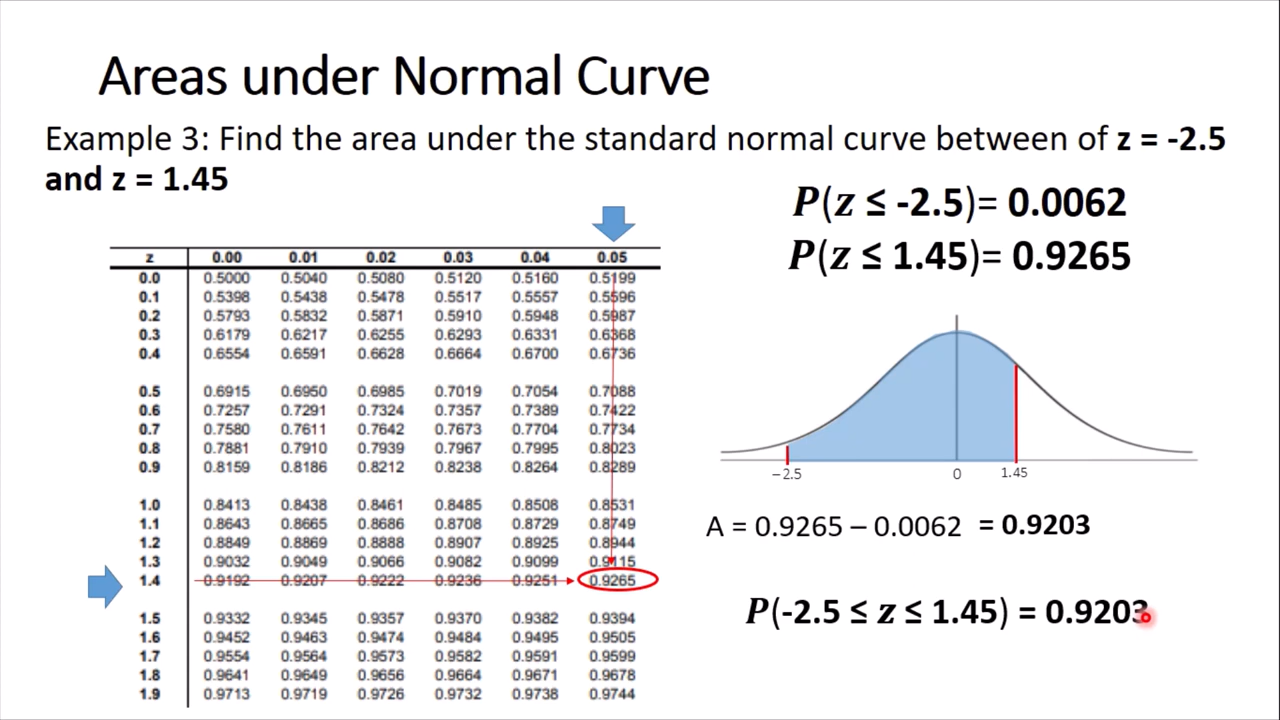 Areas under Normal Curve
Example 3: Find the area under the standard normal curve between of z = -2.5
and z = 1.45
P(z ≤ -2.5)= 0.0062
P(z ≤ 1.45)= 0.9265
z 0.00 0.01 0.02 0.03 0.04 0.05
0.0 0.5000 0.5040 0.5080 0.5120 0.5160 0.5199
0.1 0.5398 0.5438 0.5478 0.5517 0.5557 0.5596
0.2 0.5793 0.5832 0.5871 0.5910 0.5948 0.5987
0.3 0.6179 0.6217 0.6255 0.6293 0.6331 0.6368
0.4 0.6554 0.6591 0.6628 0.6664 0.6700 0.6736
0.5 0.6915 0.6950 0.6985 0.7019 0.7054 0.7088
0.6 0.7257 0.7291 0.7324 0.7357 0.7389 0.7422
0.7 0.7580 0.7611 0.7642 0.7673 0.7704 0.7734
0.8 0.7881 0.7910 0.7939 0.7967 0.7995 0.8023
0.9 0.8159 0.8186 0.8212 0.8238 0.8264 0.8289
1.0 0.8413 0.8438 0.8461 0.8485 0.8508 0.8531
1.1 0.8643 0.8665 0.8686 0.8708 0.8729 0.8749
1.2 0.8849 0.8869 0.8888 0.8907 0.8925 0.8944
1.3 0.9032 0.9049 0.9066 0.9082 0.9099 0.9115
1.4 0.9192 0.9207 0.9222 0.9236 0.9251 0.9265
1.5 0.9332 0.9345 0.9357 0.9370 0.9382 0.9394
1.6 0.9452 0.9463 0.9474 0.9484 0.9495 0.9505
1.7 0.9554 0.9564 0.9573 0.9582 0.9591 0.9599
1.8 0.9641 0.9649 0.9656 0.9664 0.9671 0.9678
1.9 0.9713 0.9719 0.9726 0.9732 0.9738 0.9744
−2.5 0 1.45
A = 0.9265 – 0.0062 = 0.9203
P(-2.5 ≤ z ≤ 1.45) = 0.9203